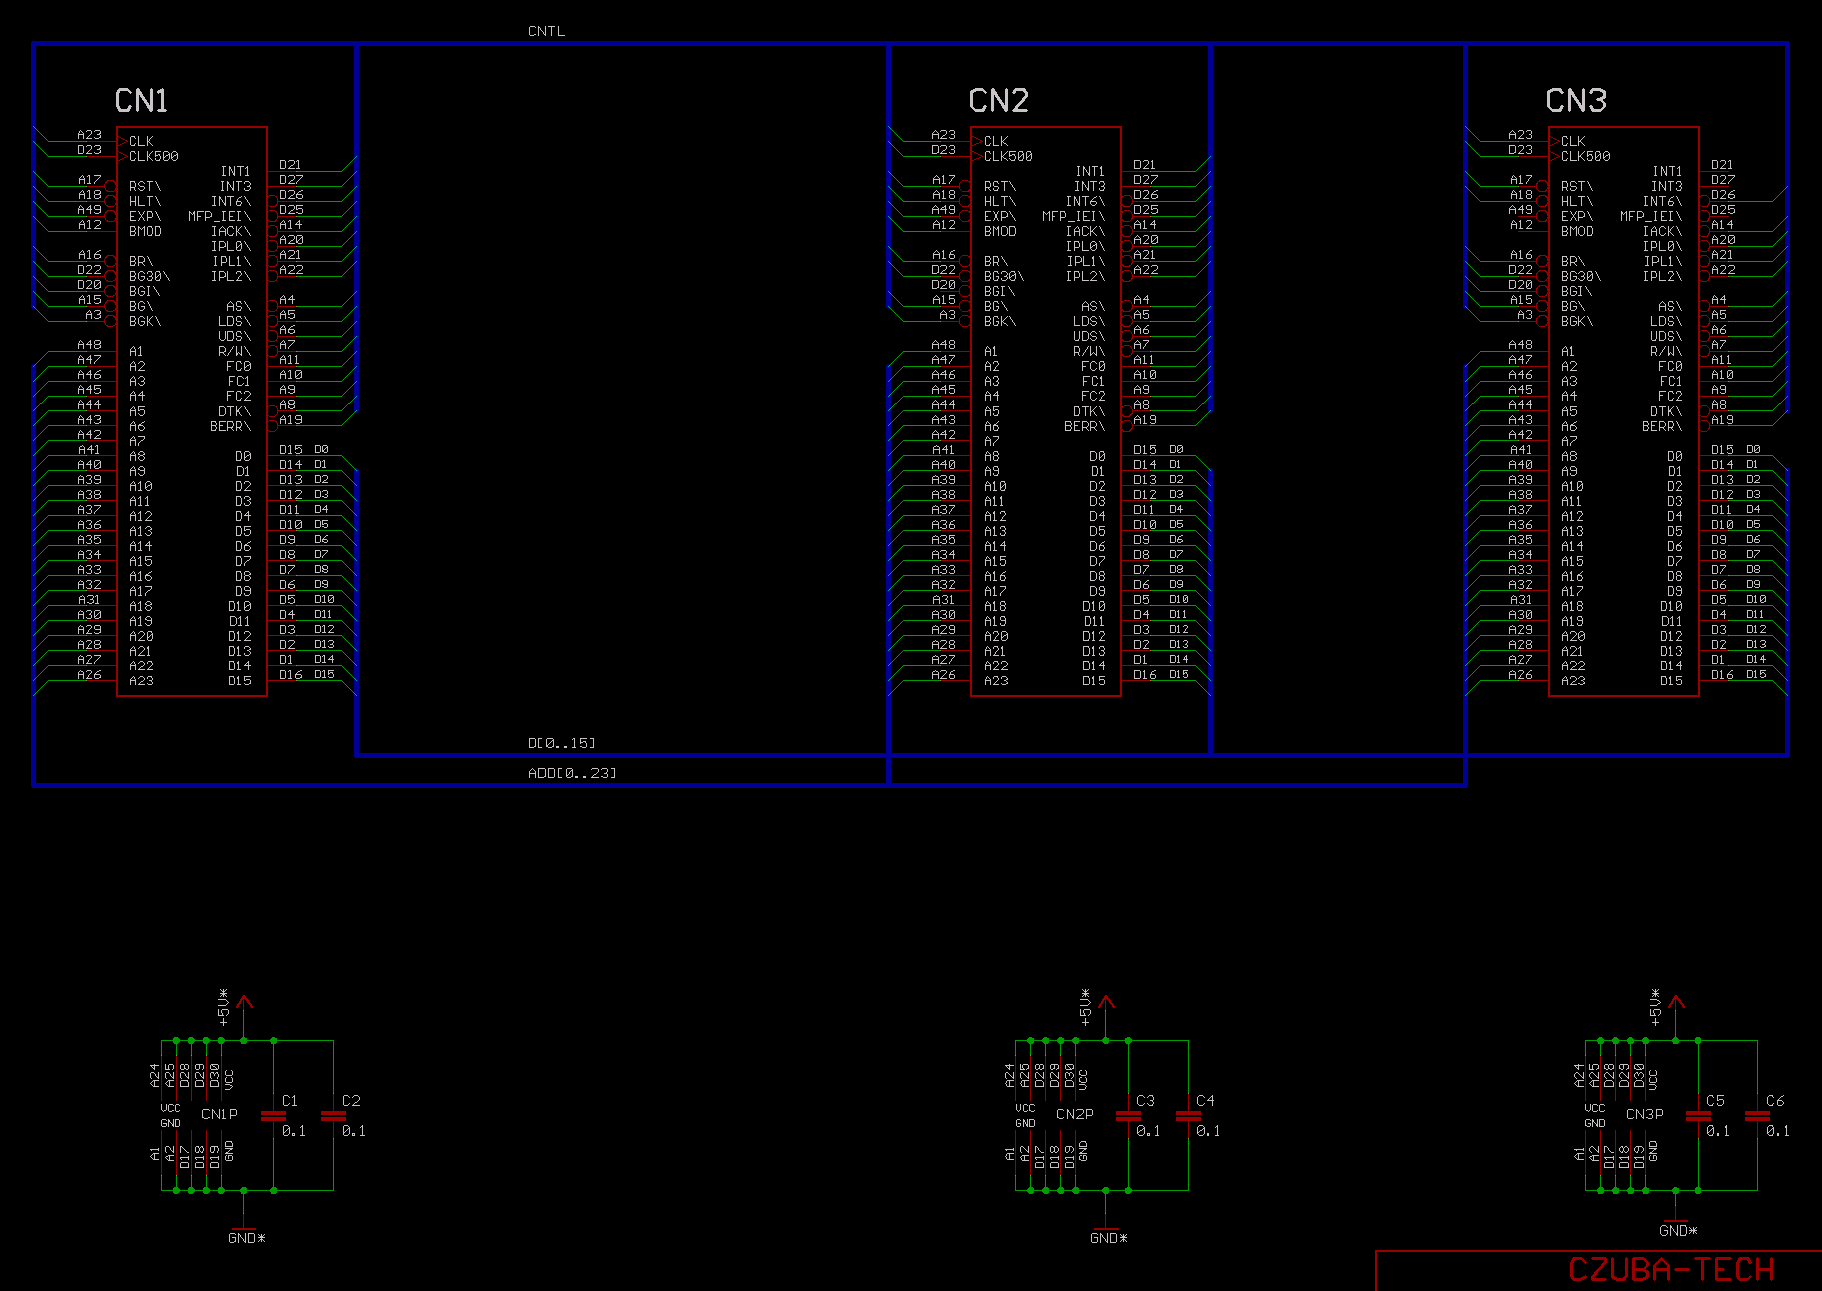 CNTL
CN1 CN2 CN3
A23 CLK A23 CLK A23 CLK
D23 CLK500 D23 CLK500 D23 CLK500
INT1 D21 INT1 D21 INT1 D21
A17 RST\ INT3 D27 A17 RST\ INT3 D27 A17 RST\ INT3 D27
A18 HLT\ INT6\ D26 A18 HLT\ INT6\ D26 A18 HLT\ INT6\ D26
A49 EXP\ MFP_IEI\ D25 A49 EXP\ MFP_IEI\ D25 A49 EXP\ MFP_IEI\ D25
A12 BMOD IACK\ A14 A12 BMOD IACK\ A14 A12 BMOD IACK\ A14
IPL0\ A20 IPL0\ A20 IPL0\ A20
A16 BR\ IPL1\ A21 A16 BR\ IPL1\ A21 A16 BR\ IPL1\ A21
D22 BG30\ IPL2\ A22 D22 BG30\ IPL2\ A22 D22 BG30\ IPL2\ A22
D20 BGI\ D20 BGI\ D20 BGI\
A15 BG\ AS\ A4 A15 BG\ AS\ A4 A15 BG\ AS\ A4
A3 BGK\ LDS\ A5 A3 BGK\ LDS\ A5 A3 BGK\ LDS\ A5
UDS\ A6 UDS\ A6 UDS\ A6
A48 A1 R/W\ A7 A48 A1 R/W\ A7 A48 A1 R/W\ A7
A47 A2 FC0 A11 A47 A2 FC0 A11 A47 A2 FC0 A11
A46 A3 FC1 A10 A46 A3 FC1 A10 A46 A3 FC1 A10
A45 A4 FC2 A9 A45 A4 FC2 A9 A45 A4 FC2 A9
A44 A5 DTK\ A8 A44 A5 DTK\ A8 A44 A5 DTK\ A8
A43 A6 BERR\ A19 A43 A6 BERR\ A19 A43 A6 BERR\ A19
A42 A7 A42 A7 A42 A7
A41 A8 D0 D15 D0 A41 A8 D0 D15 D0 A41 A8 D0 D15 D0
A40 A9 D1 D14 D1 A40 A9 D1 D14 D1 A40 A9 D1 D14 D1
A39 A10 D2 D13 D2 A39 A10 D2 D13 D2 A39 A10 D2 D13 D2
A38 A11 D3 D12 D3 A38 A11 D3 D12 D3 A38 A11 D3 D12 D3
A37 A12 D4 D11 D4 A37 A12 D4 D11 D4 A37 A12 D4 D11 D4
A36 A13 D5 D10 D5 A36 A13 D5 D10 D5 A36 A13 D5 D10 D5
A35 A14 D6 D9 D6 A35 A14 D6 D9 D6 A35 A14 D6 D9 D6
A34 A15 D7 D8 D7 A34 A15 D7 D8 D7 A34 A15 D7 D8 D7
A33 A16 D8 D7 D8 A33 A16 D8 D7 D8 A33 A16 D8 D7 D8
A32 A17 D9 D6 D9 A32 A17 D9 D6 D9 A32 A17 D9 D6 D9
A31 A18 D10 D5 D10 A31 A18 D10 D5 D10 A31 A18 D10 D5 D10
A30 A19 D11 D4 D11 A30 A19 D11 D4 D11 A30 A19 D11 D4 D11
A29 A20 D12 D3 D12 A29 A20 D12 D3 D12 A29 A20 D12 D3 D12
A28 A21 D13 D2 D13 A28 A21 D13 D2 D13 A28 A21 D13 D2 D13
A27 A22 D14 D1 D14 A27 A22 D14 D1 D14 A27 A22 D14 D1 D14
A26 A23 D15 D16 D15 A26 A23 D15 D16 D15 A26 A23 D15 D16 D15
D[0..15]
ADD[0..23]
+5V* +5V* +5V*
A24 A25 D28 D29 D30 VCC A24 A25 D28 D29 D30 VCC A24 A25 D28 D29 D30 VCC
C1 C2 C3 C4 C5 C6
VCC CN1P VCC CN2P VCC CN3P
GND 0.1 0.1 GND 0.1 0.1 GND 0.1 0.1
A1 A2 D17 D18 D19 GND A1 A2 D17 D18 D19 GND A1 A2 D17 D18 D19 GND
GND* GND* GND*
CZUBA-TECH